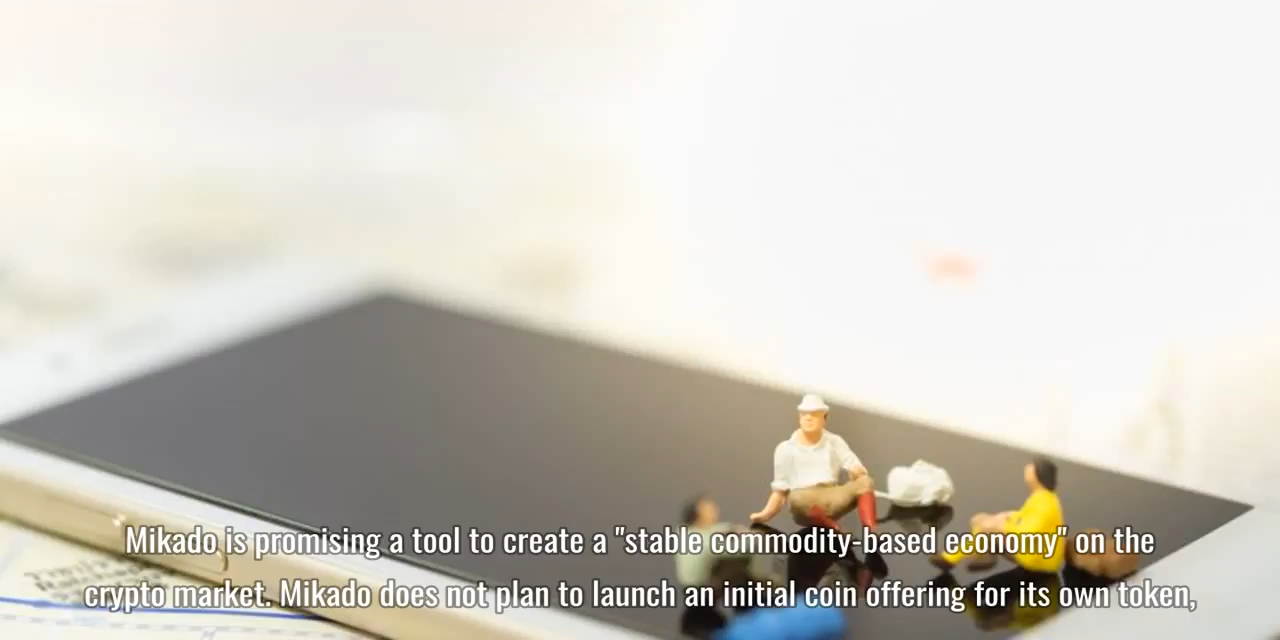 Mikado is promising a tool to create a "stable commodity-based economy" on the
crypto market. Mikado does not plan to launch an initial coin offering for its own token,